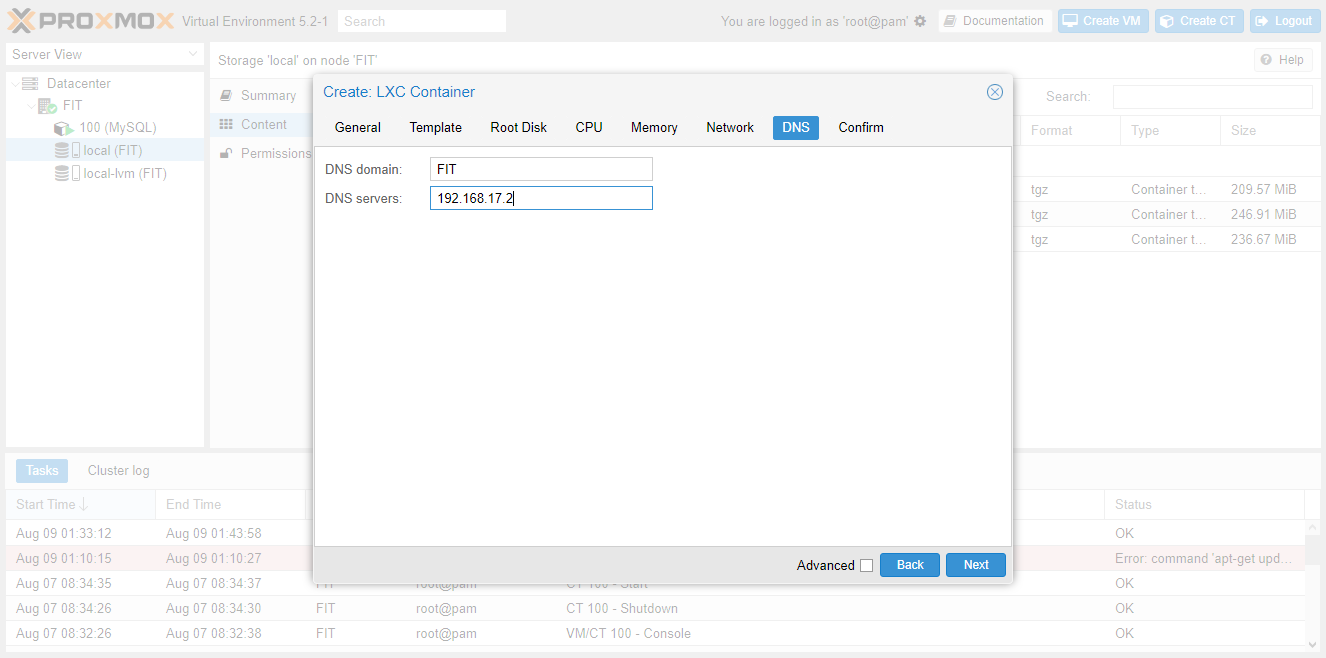 PROXMOX Virtual Environment 5.2-1 Search You are logged in as 'root@pam' Documentation Create VM Create CT Logout
Server View
Storage 'local' on node 'FIT' Help
Datacenter
FIT
100 (MySQL)
local (FIT)
local-lvm (FIT)
Summary
Content
Permissions
Search:
Format Type Size
tgz Container t... 209.57 MiB
tgz Container t... 246.91 MiB
tgz Container t... 236.67 MiB
Create: LXC Container
General Template Root Disk CPU Memory Network DNS Confirm
DNS domain: FIT
DNS servers: 192.168.17.2
Advanced Back Next
Tasks Cluster log
Start Time End Time Status
Aug 09 01:33:12 Aug 09 01:43:58 OK
Aug 09 01:10:15 Aug 09 01:10:27 Error: command 'apt-get upd...
Aug 07 08:34:35 Aug 07 08:34:37 FIT root@pam CT 100 - Start OK
Aug 07 08:34:26 Aug 07 08:34:30 FIT root@pam CT 100 - Shutdown OK
Aug 07 08:32:26 Aug 07 08:32:38 FIT root@pam VM/CT 100 - Console OK